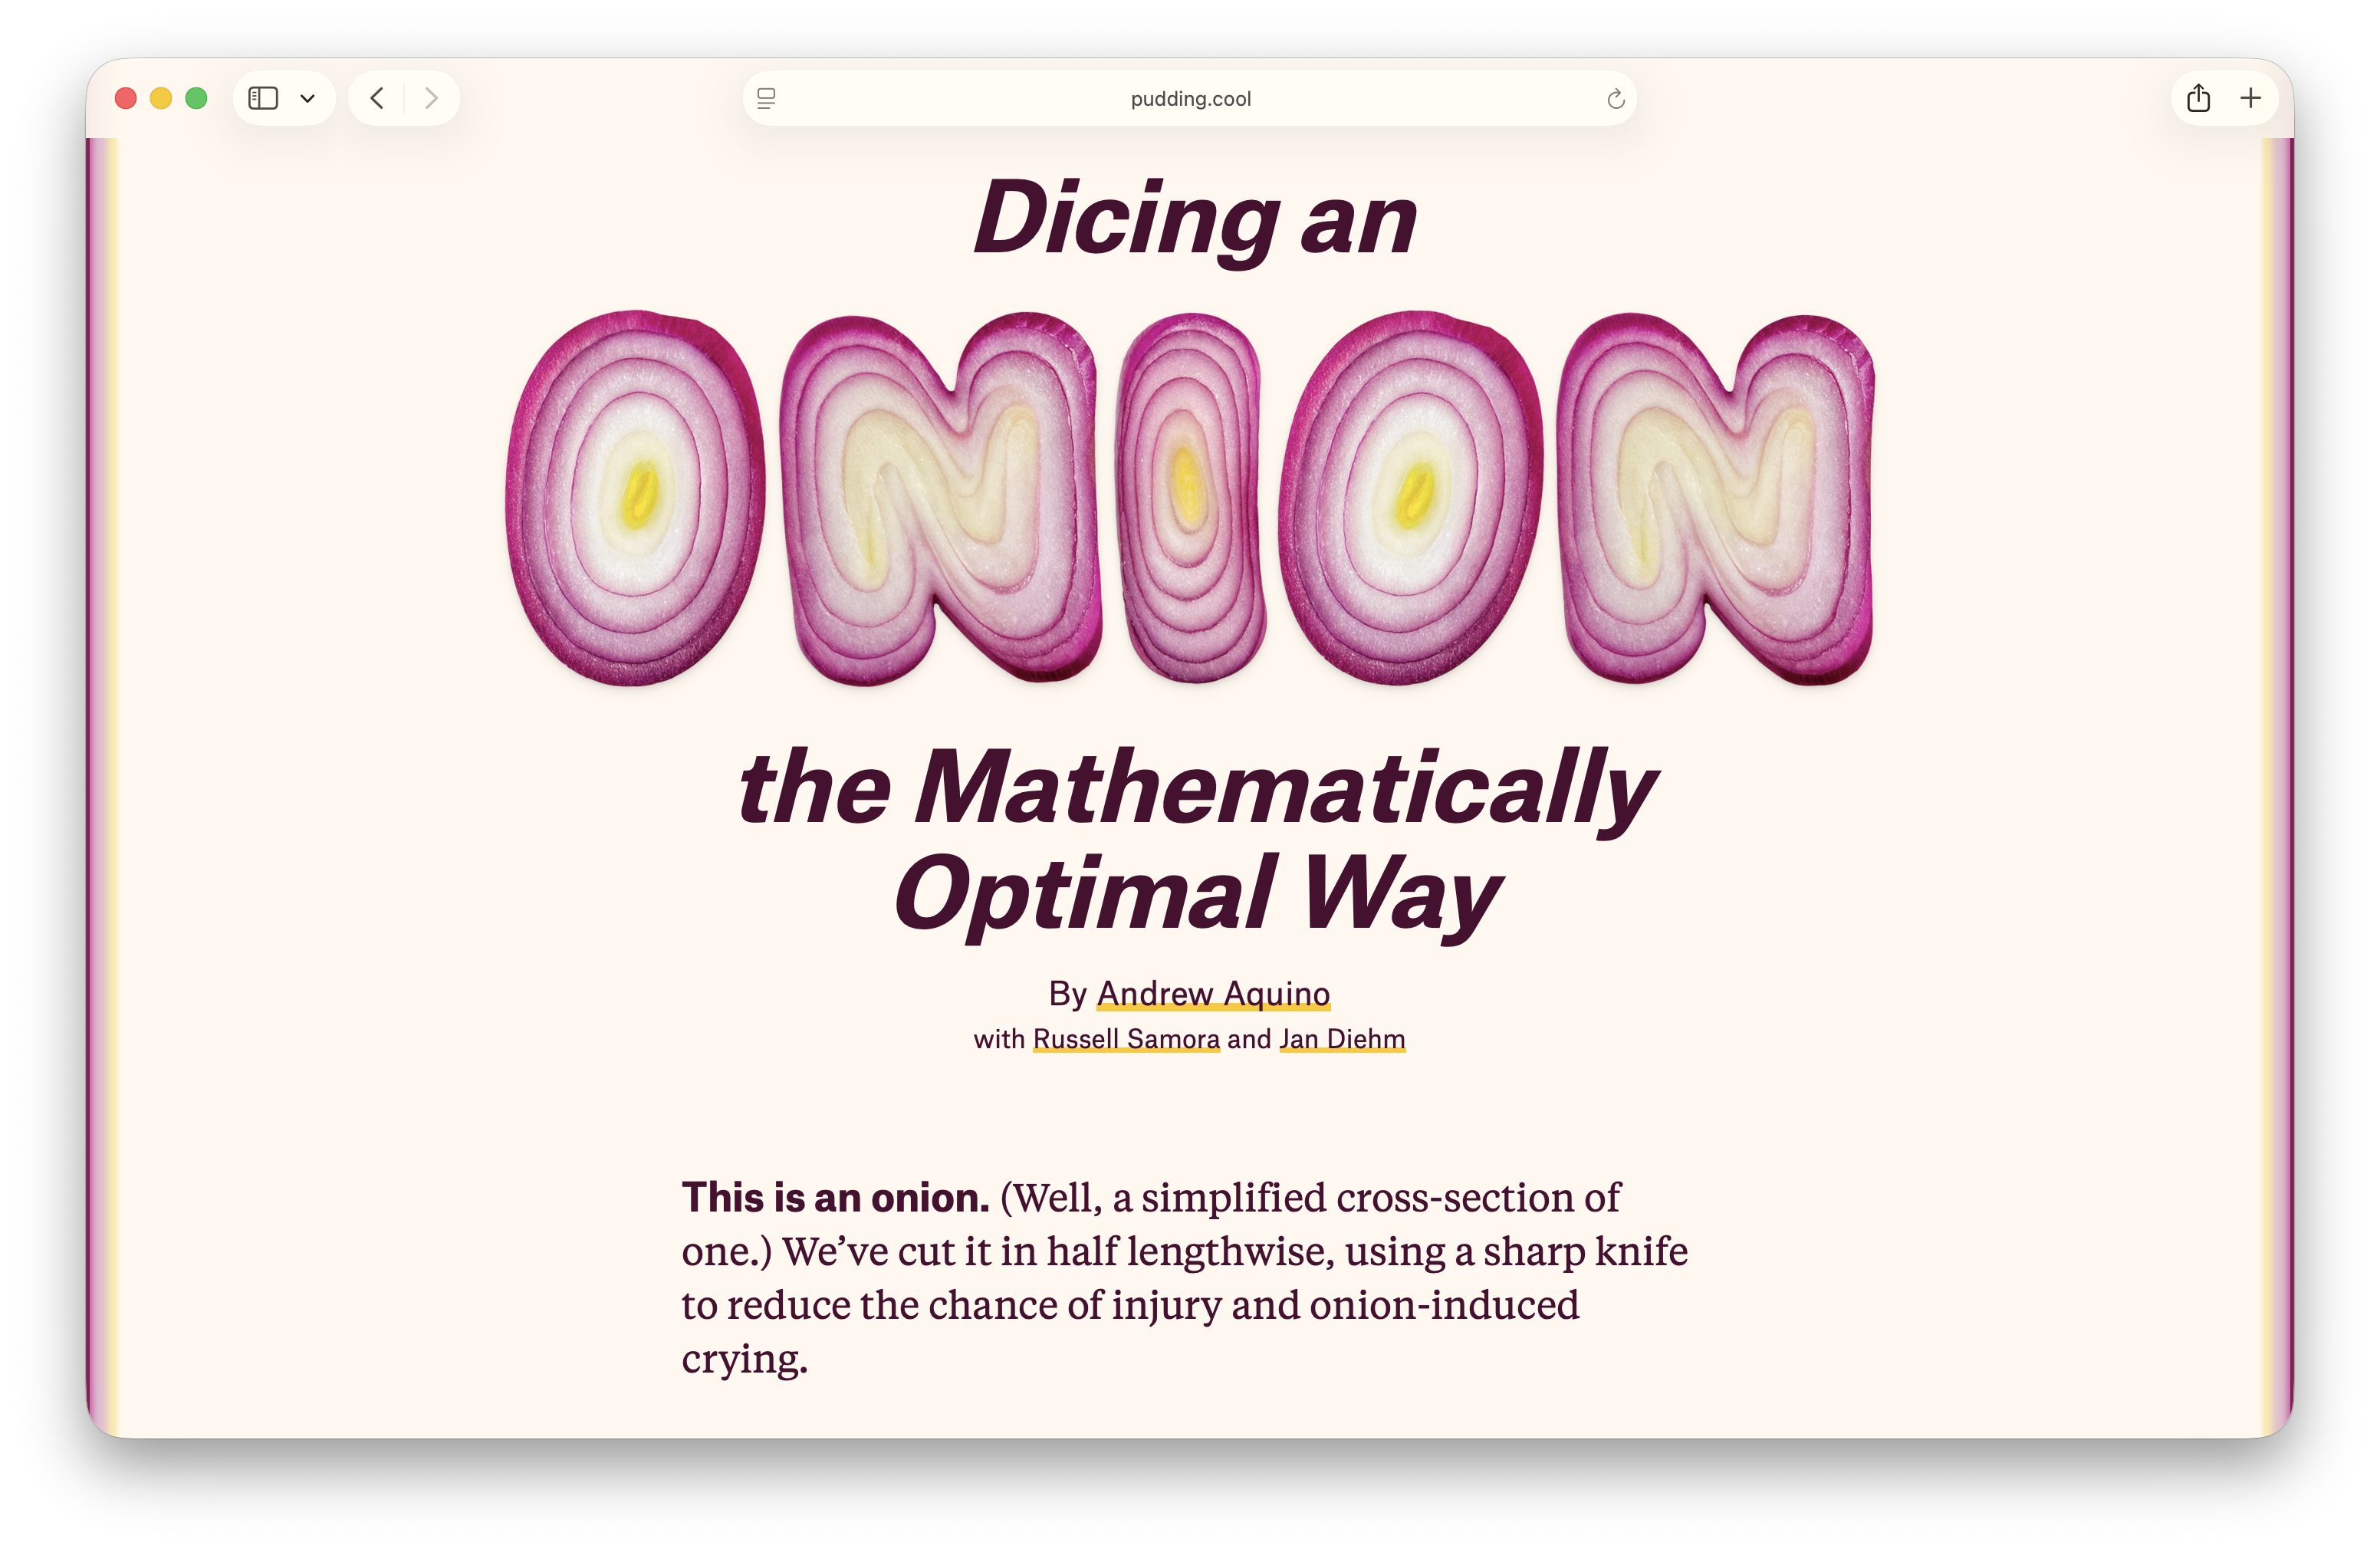 pudding.cool
Dicing an
ONION
the Mathematically
Optimal Way
By Andrew Aquino
with Russell Samora and Jan Diehm
This is an onion. (Well, a simplified cross-section of
one.) We’ve cut it in half lengthwise, using a sharp knife
to reduce the chance of injury and onion-induced
crying.